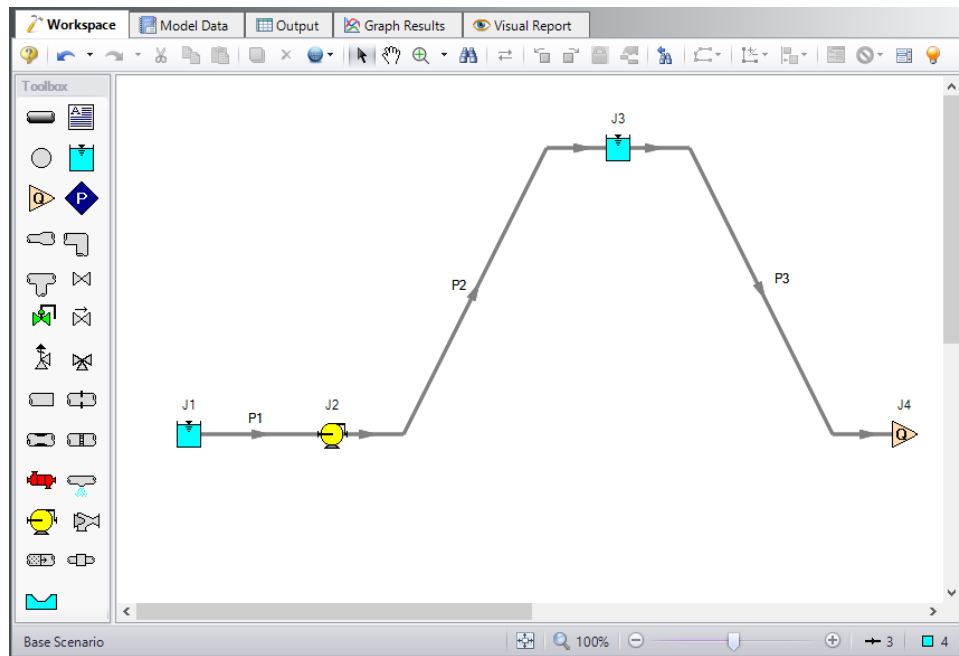 Workspace Model Data Output Graph Results Visual Report
Toolbox
A
Q P
J3
P2
P3
J1
P1
J2
J4
Q
Base Scenario 100% 3 4